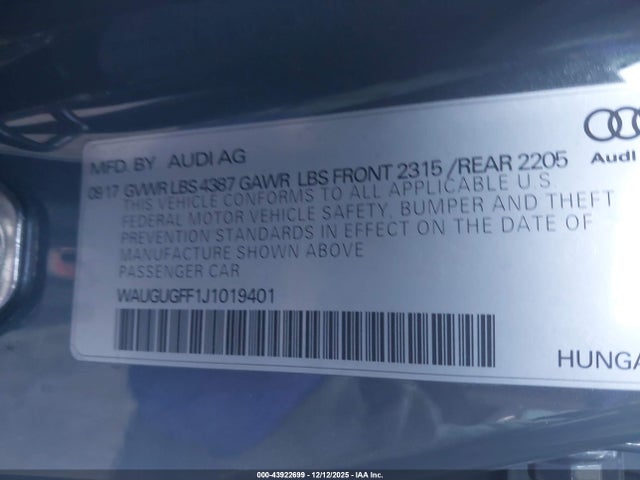 MFD. BY AUDI AG
Audi
09 17 GVWR LBS 4387 GAWR LBS FRONT 2315 / REAR 2205
THIS VEHICLE CONFORMS TO ALL APPLICABLE U.S.
FEDERAL MOTOR VEHICLE SAFETY, BUMPER AND THEFT
PREVENTION STANDARDS IN EFFECT ON THE DATE OF
MANUFACTURE SHOWN ABOVE
PASSENGER CAR
WAUGUGFF1J1019401
HUNGA
000-43922699 - 12/12/2025 - IAA Inc.